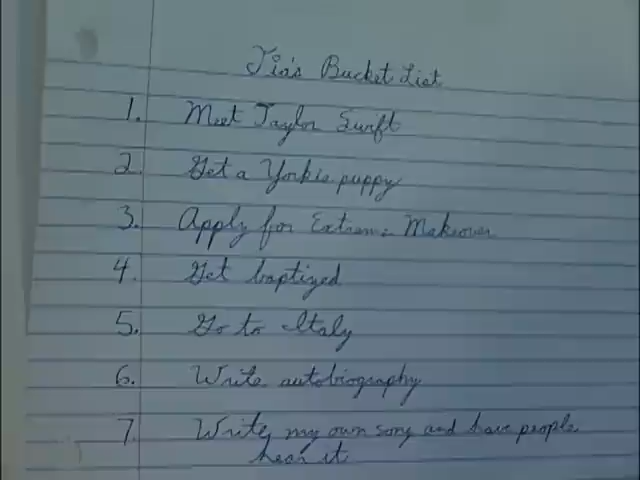 Tia's Bucket List
1. Meet Taylor Swift
2. Get a Yorkie puppy
3. Apply for Extreme Makeover
4. Get baptized
5. Go to Italy
6. Write autobiography
7. Write my own song and have people
hear it